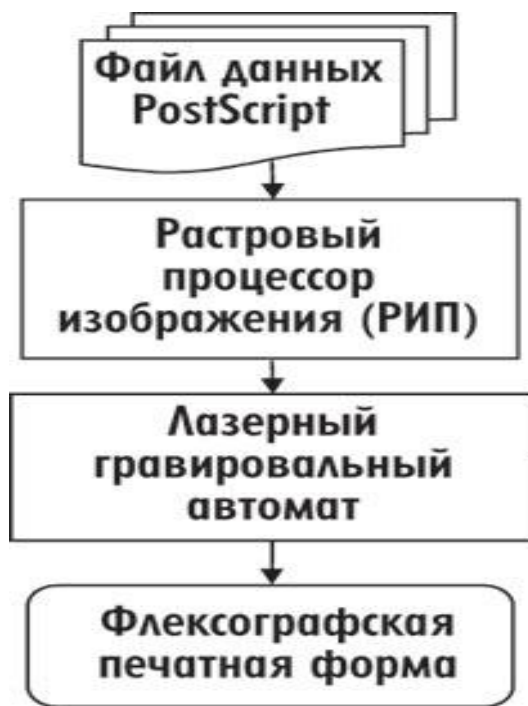 Файл данных
PostScript
Растровый
процессор
изображения (РИП)
Лазерный
гравировальный
автомат
Флексографская
печатная форма